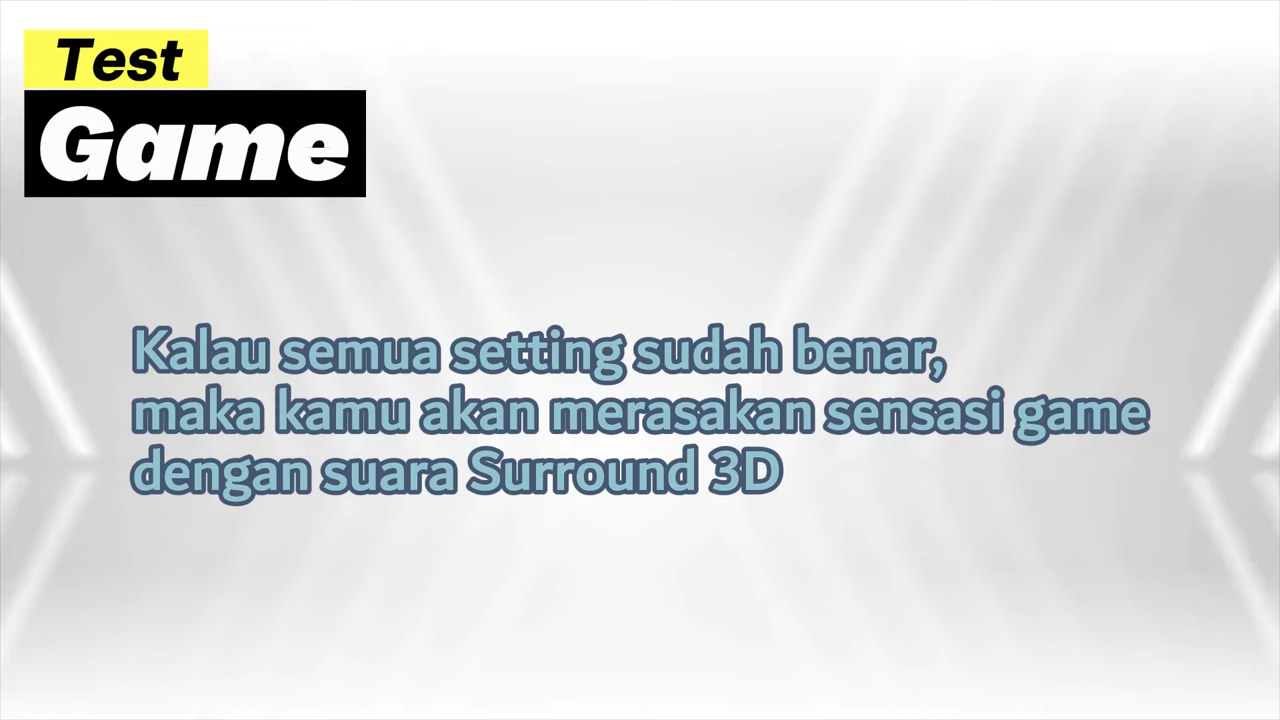 Test
Game
Kalau semua setting sudah benar,
maka kamu akan merasakan sensasi game
dengan suara Surround 3D